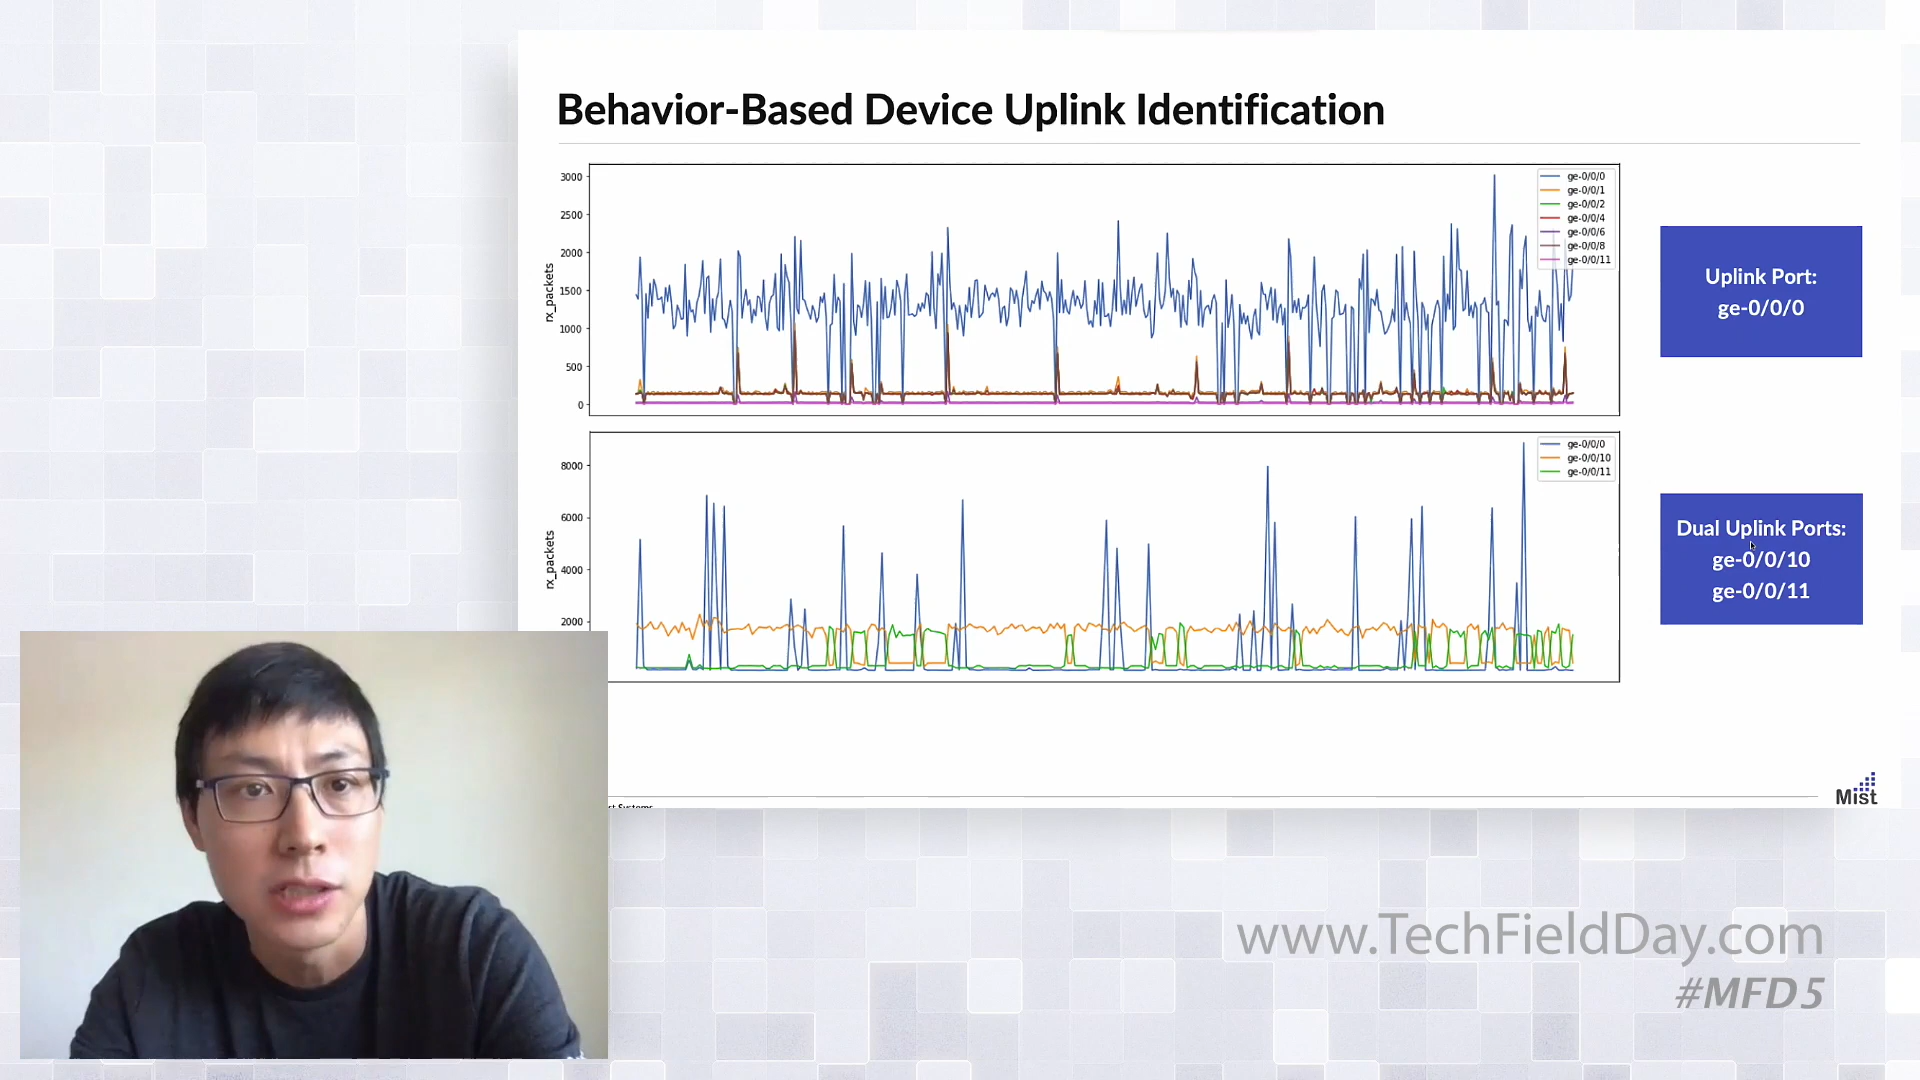 Behavior-Based Device Uplink Identification
3000
2500
2000
1500
1000
500
0
rx_packets
ge-0/0/0
ge-0/0/1
ge-0/0/2
ge-0/0/4
ge-0/0/6
ge-0/0/8
ge-0/0/11
Uplink Port:
ge-0/0/0
8000
6000
4000
2000
rx_packets
ge-0/0/0
ge-0/0/10
ge-0/0/11
Dual Uplink Ports:
ge-0/0/10
ge-0/0/11
Systems
Mist
www.TechFieldDay.com
#MFD5